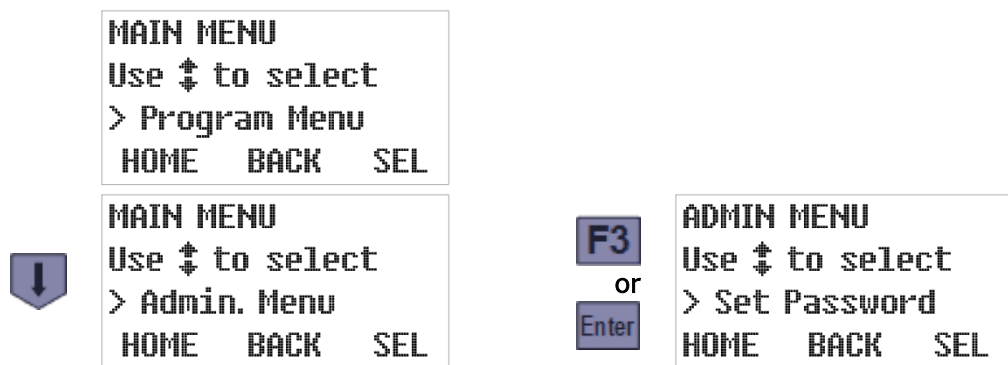 MAIN MENU
Use ↕ to select
> Program Menu
HOME BACK SEL
MAIN MENU
Use ↕ to select
> Admin. Menu
HOME BACK SEL
F3
or
Enter
ADMIN MENU
Use ↕ to select
> Set Password
HOME BACK SEL